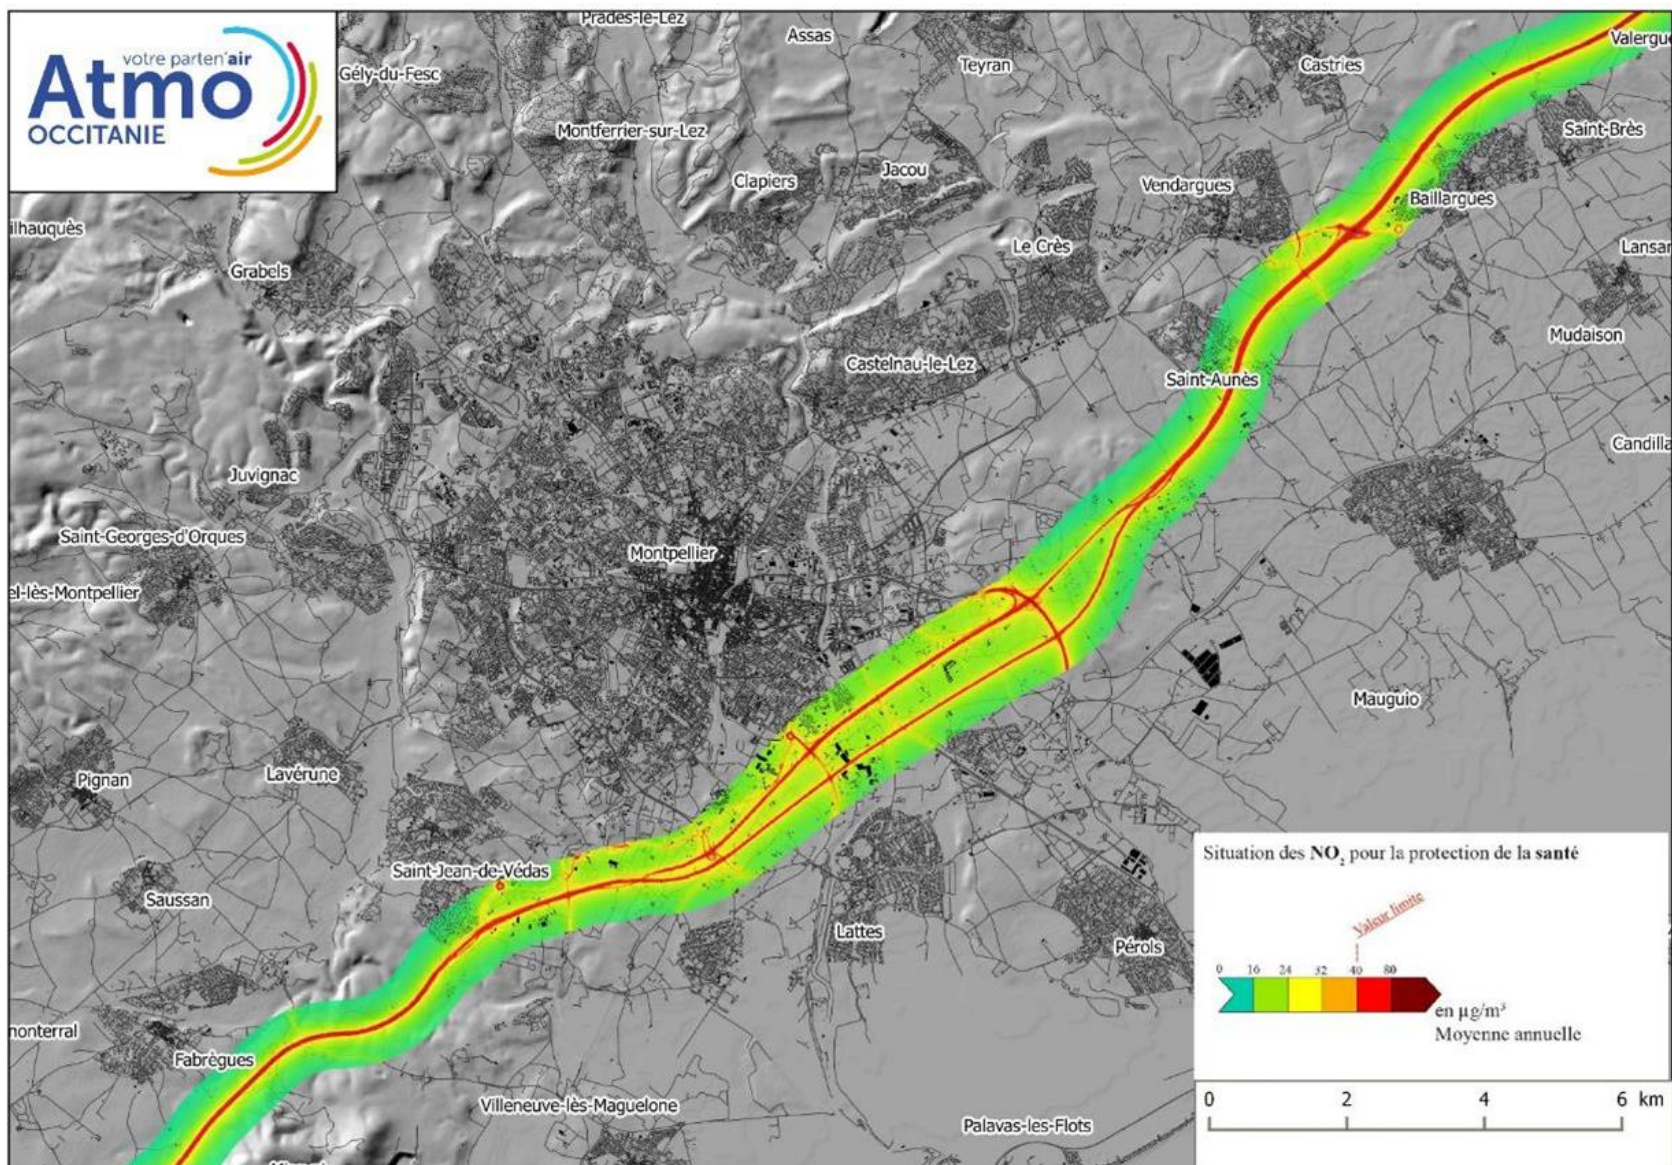 votre parten'air
Atmo
OCCITANIE
Prades-le-Lez
Assas
Valergue
Gély-du-Fesc
Teyran
Castries
Montferrier-sur-Lez
Saint-Brès
Jacou
Clapiers
Vendargues
Baillargues
ilhauquès
Le Crès
Lansar
Grabels
Mudaison
Castelnau-le-Lez
Saint-Aunès
Candilla
Juvignac
Saint-Georges-d'Orques
Montpellier
el-lès-Montpellier
Mauguio
Pignan
Lavérune
Saint-Jean-de-Védas
Saussan
Lattes
Pérols
nonterral
Fabrègues
Villeneuve-lès-Maguelone
Palavas-les-Flots
Situation des NO₂ pour la protection de la santé
Valeur limite
0 16 24 32 40 80
en µg/m³
Moyenne annuelle
0 2 4 6 km